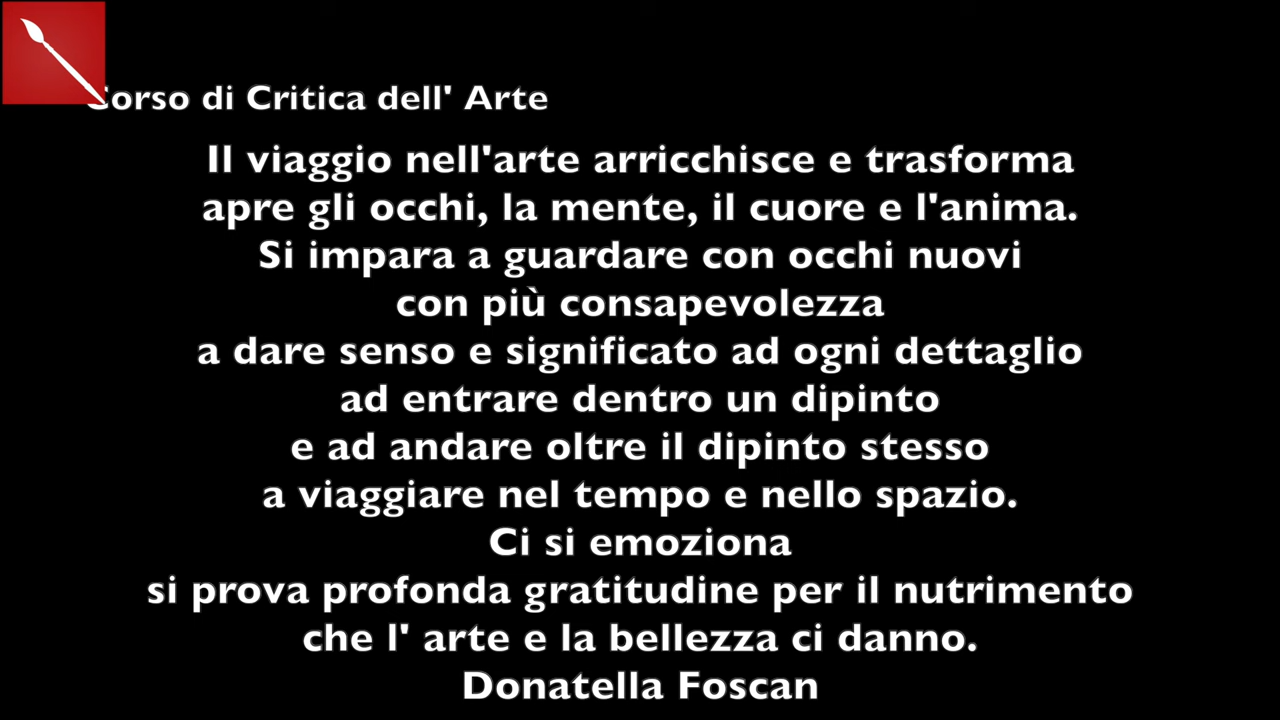 Corso di Critica dell' Arte
Il viaggio nell'arte arricchisce e trasforma
apre gli occhi, la mente, il cuore e l'anima.
Si impara a guardare con occhi nuovi
con più consapevolezza
a dare senso e significato ad ogni dettaglio
ad entrare dentro un dipinto
e ad andare oltre il dipinto stesso
a viaggiare nel tempo e nello spazio.
Ci si emoziona
si prova profonda gratitudine per il nutrimento
che l' arte e la bellezza ci danno.
Donatella Foscan